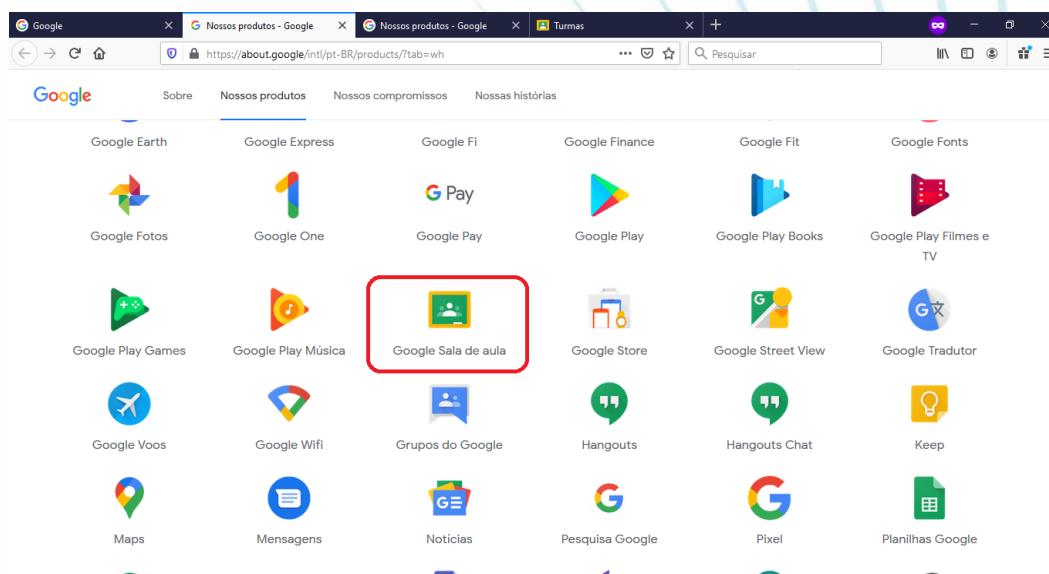 Google
Nossos produtos - Google
Nossos produtos - Google
Turmas
https://about.google/intl/pt-BR/products/?tab=wh
Pesquisar
Google
Sobre
Nossos produtos
Nossos compromissos
Nossas histórias
Google Earth
Google Express
Google Fi
Google Finance
Google Fit
Google Fonts
G Pay
Google Fotos
Google One
Google Pay
Google Play
Google Play Books
Google Play Filmes e
TV
Google Play Games
Google Play Música
Google Sala de aula
Google Store
Google Street View
Google Tradutor
Google Voos
Google Wifi
Grupos do Google
Hangouts
Hangouts Chat
Keep
Maps
Mensagens
Notícias
Pesquisa Google
Pixel
Planilhas Google